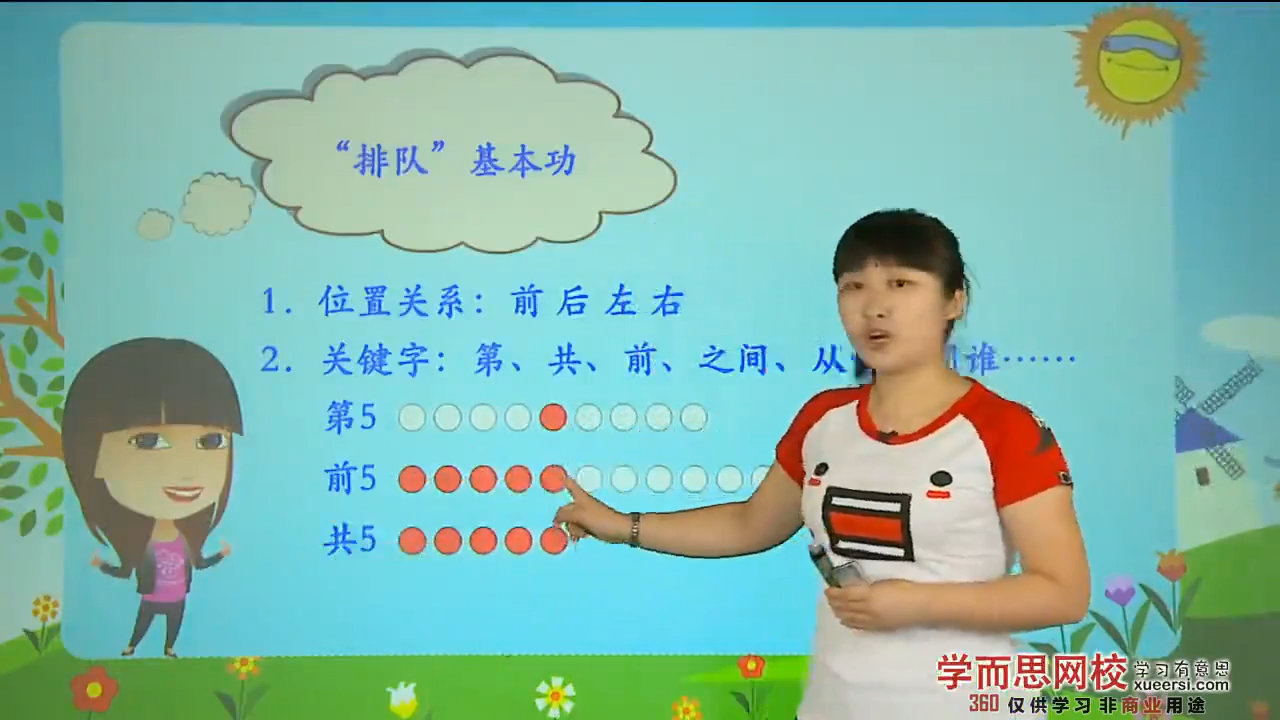 “排队”基本功
1. 位置关系：前 后 左 右
2. 关键字：第、共、前、之间、从 谁……
第5
前5
共5
学而思网校 学习有意思
xueersi.com
360 仅供学习 非商业用途